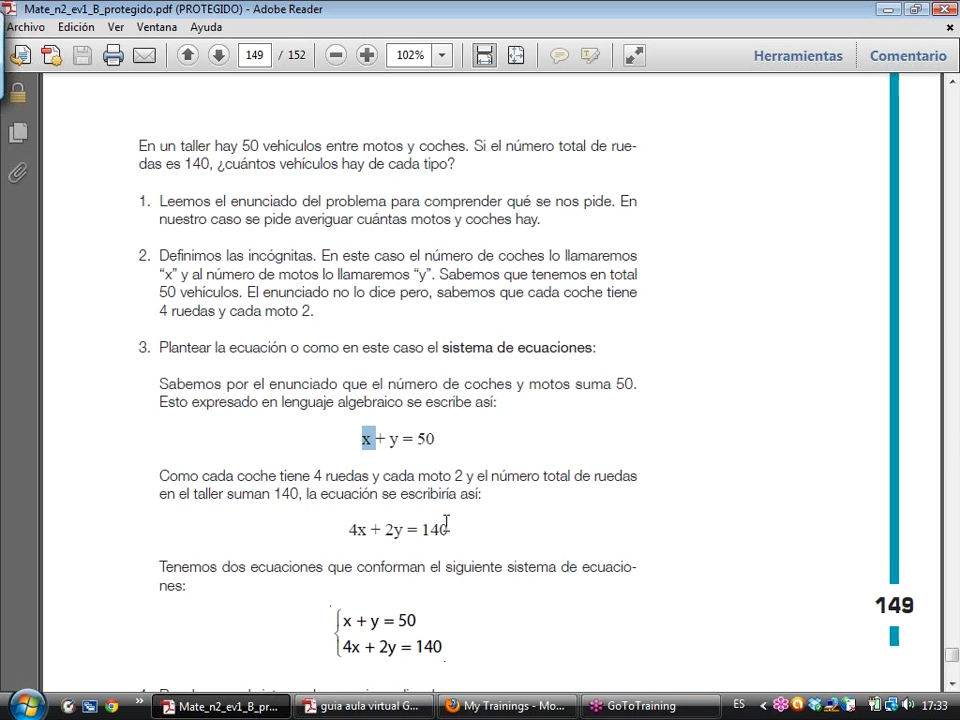 Mate_n2_ev1_B_protegido.pdf (PROTEGIDO) - Adobe Reader
Archivo Edición Ver Ventana Ayuda
149 / 152 102% Herramientas Comentario
En un taller hay 50 vehículos entre motos y coches. Si el número total de rue-
das es 140, ¿cuántos vehículos hay de cada tipo?
1. Leemos el enunciado del problema para comprender qué se nos pide. En
nuestro caso se pide averiguar cuántas motos y coches hay.
2. Definimos las incógnitas. En este caso el número de coches lo llamaremos
“x” y al número de motos lo llamaremos “y”. Sabemos que tenemos en total
50 vehículos. El enunciado no lo dice pero, sabemos que cada coche tiene
4 ruedas y cada moto 2.
3. Plantear la ecuación o como en este caso el sistema de ecuaciones:
Sabemos por el enunciado que el número de coches y motos suma 50.
Esto expresado en lenguaje algebraico se escribe así:
x + y = 50
Como cada coche tiene 4 ruedas y cada moto 2 y el número total de ruedas
en el taller suman 140, la ecuación se escribiría así:
4x + 2y = 140
Tenemos dos ecuaciones que conforman el siguiente sistema de ecuacio-
nes:
x + y = 50
4x + 2y = 140
149
Mate_n2_ev1_B_pr... guia aula virtual G... My Trainings - Mo... GoToTraining ES 17:33